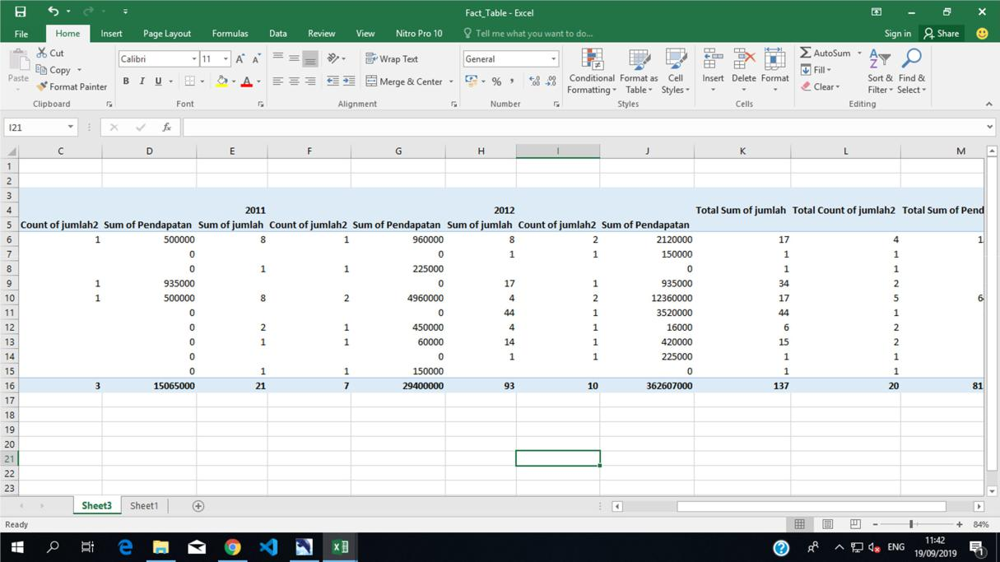 Fact_Table - Excel
File Home Insert Page Layout Formulas Data Review View Nitro Pro 10 Tell me what you want to do... Sign in Share
Paste Cut Copy Format Painter
Calibri 11 A A
B I U A
Wrap Text
Merge & Center
General
% , .00 .0
Conditional Formatting Format as Table Cell Styles
Insert Delete Format
AutoSum Fill Clear Sort & Filter Find & Select
Clipboard Font Alignment Number Styles Cells Editing
I21 fx
C D E F G H I J K L M
1
2
3
4 2011 2012 Total Sum of jumlah Total Count of jumlah2 Total Sum of Pend
5 Count of jumlah2 Sum of Pendapatan Sum of jumlah Count of jumlah2 Sum of Pendapatan Sum of jumlah Count of jumlah2 Sum of Pendapatan
6 1 500000 8 1 960000 8 2 2120000 17 4 1
7 0 0 1 1 150000 1 1
8 0 1 1 225000 0 1 1
9 1 935000 0 17 1 935000 34 2
10 1 500000 8 2 4960000 4 2 12360000 17 5 6
11 0 0 44 1 3520000 44 1
12 0 2 1 450000 4 1 16000 6 2
13 0 1 1 60000 14 1 420000 15 2
14 0 0 1 1 225000 1 1
15 0 1 1 150000 0 1 1
16 3 15065000 21 7 29400000 93 10 362607000 137 20 81
17
18
19
20
21
22
23
Sheet3 Sheet1
Ready 84%
ENG 11:42
19/09/2019 1